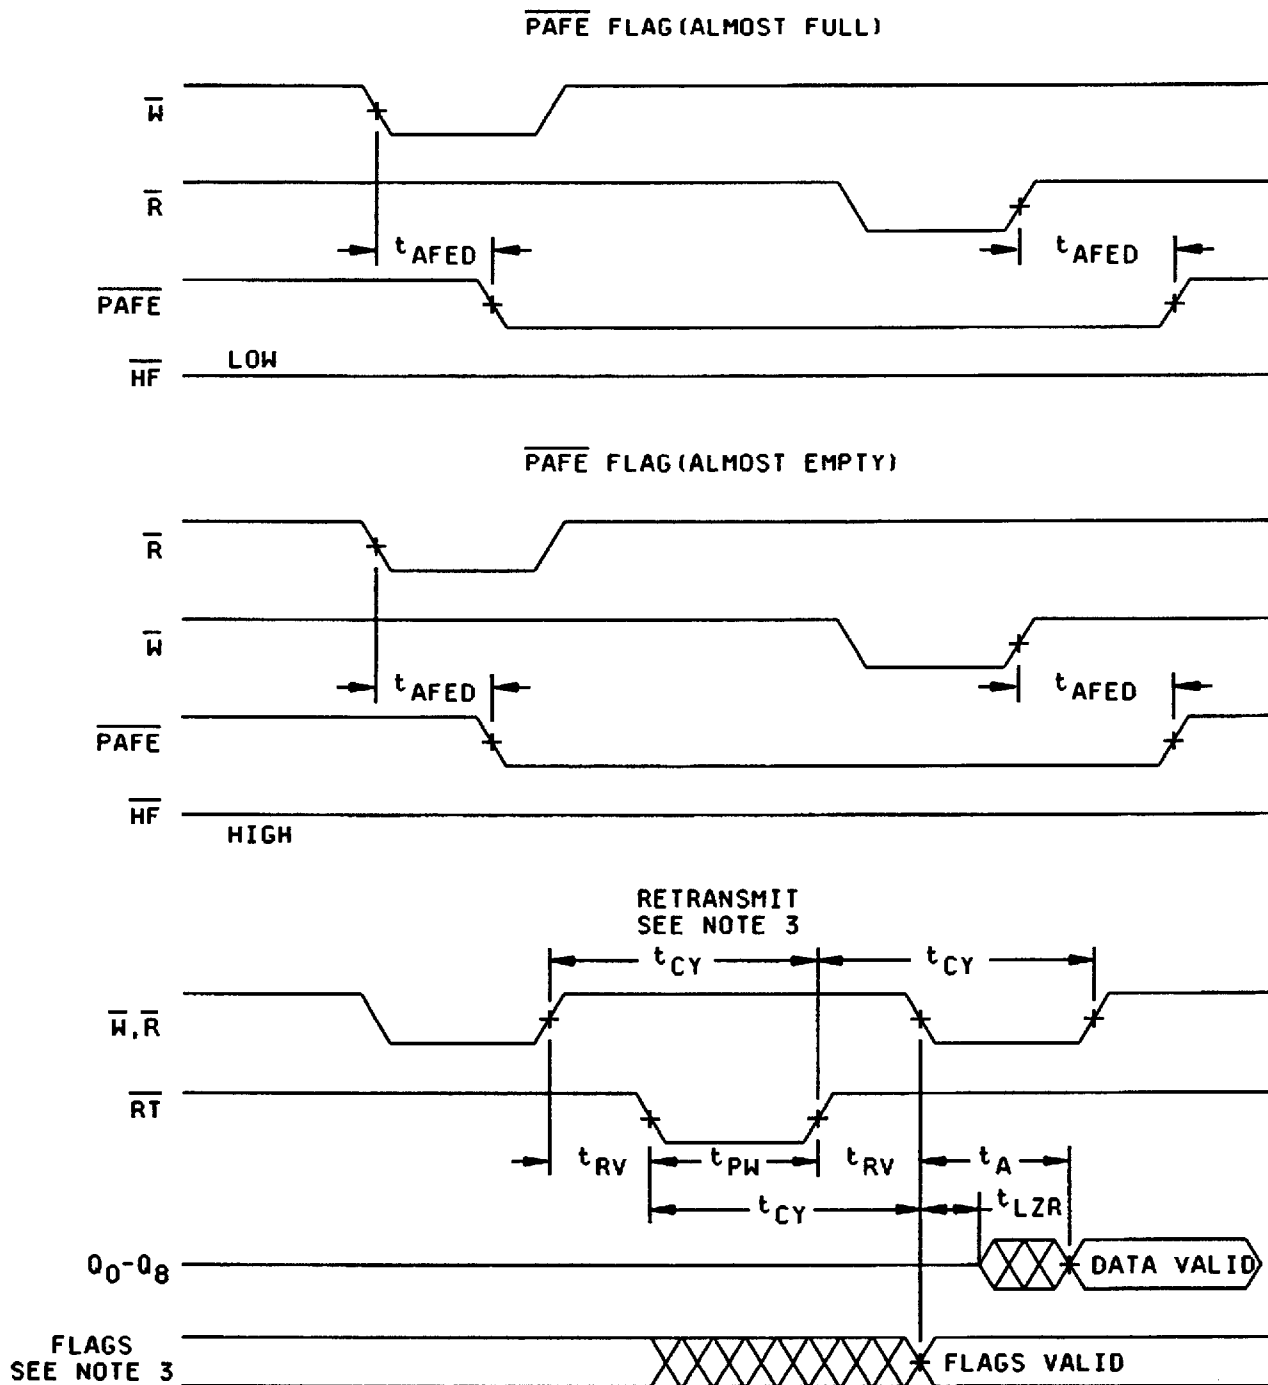 PAFE FLAG(ALMOST FULL)
W
R
tAFED
tAFED
PAFE
LOW
HF
PAFE FLAG(ALMOST EMPTY)
R
W
tAFED
tAFED
PAFE
HF
HIGH
RETRANSMIT
SEE NOTE 3
tCY
tCY
W,R
RT
tRV
tPW
tRV
tA
tCY
tLZR
Q0-Q8
DATA VALID
FLAGS
SEE NOTE 3
FLAGS VALID